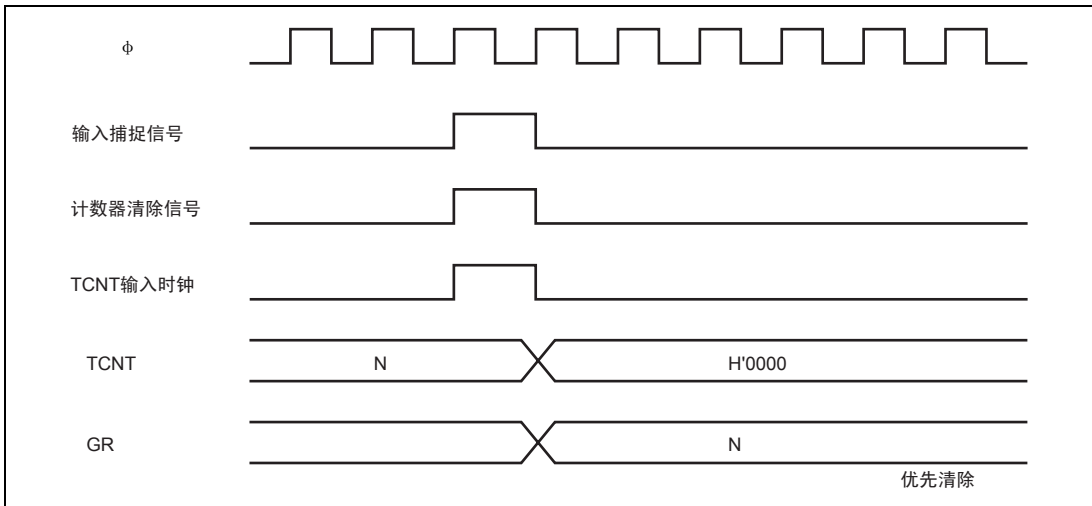 φ
输入捕捉信号
计数器清除信号
TCNT输入时钟
TCNT N H'0000
GR N
优先清除